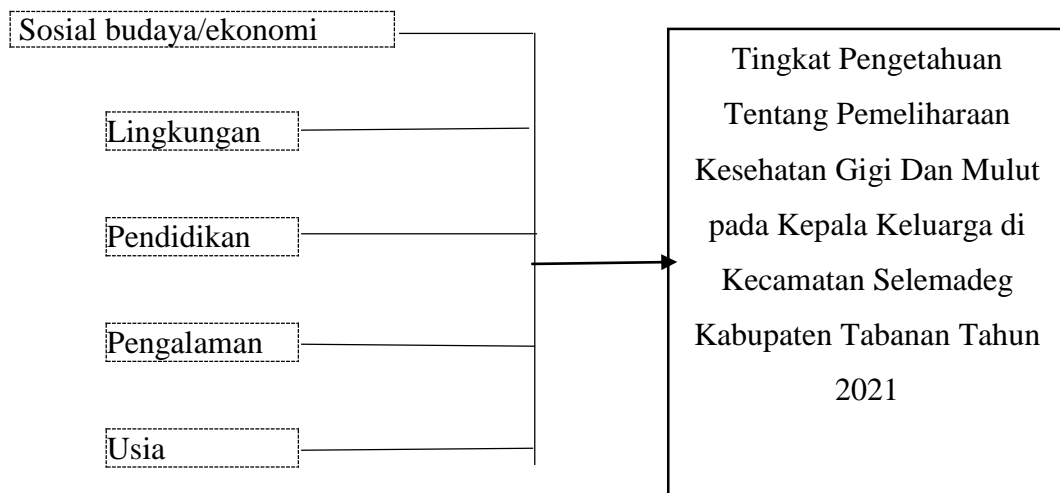 Sosial budaya/ekonomi
Lingkungan
Pendidikan
Pengalaman
Usia
Tingkat Pengetahuan
Tentang Pemeliharaan
Kesehatan Gigi Dan Mulut
pada Kepala Keluarga di
Kecamatan Selemadeg
Kabupaten Tabanan Tahun
2021